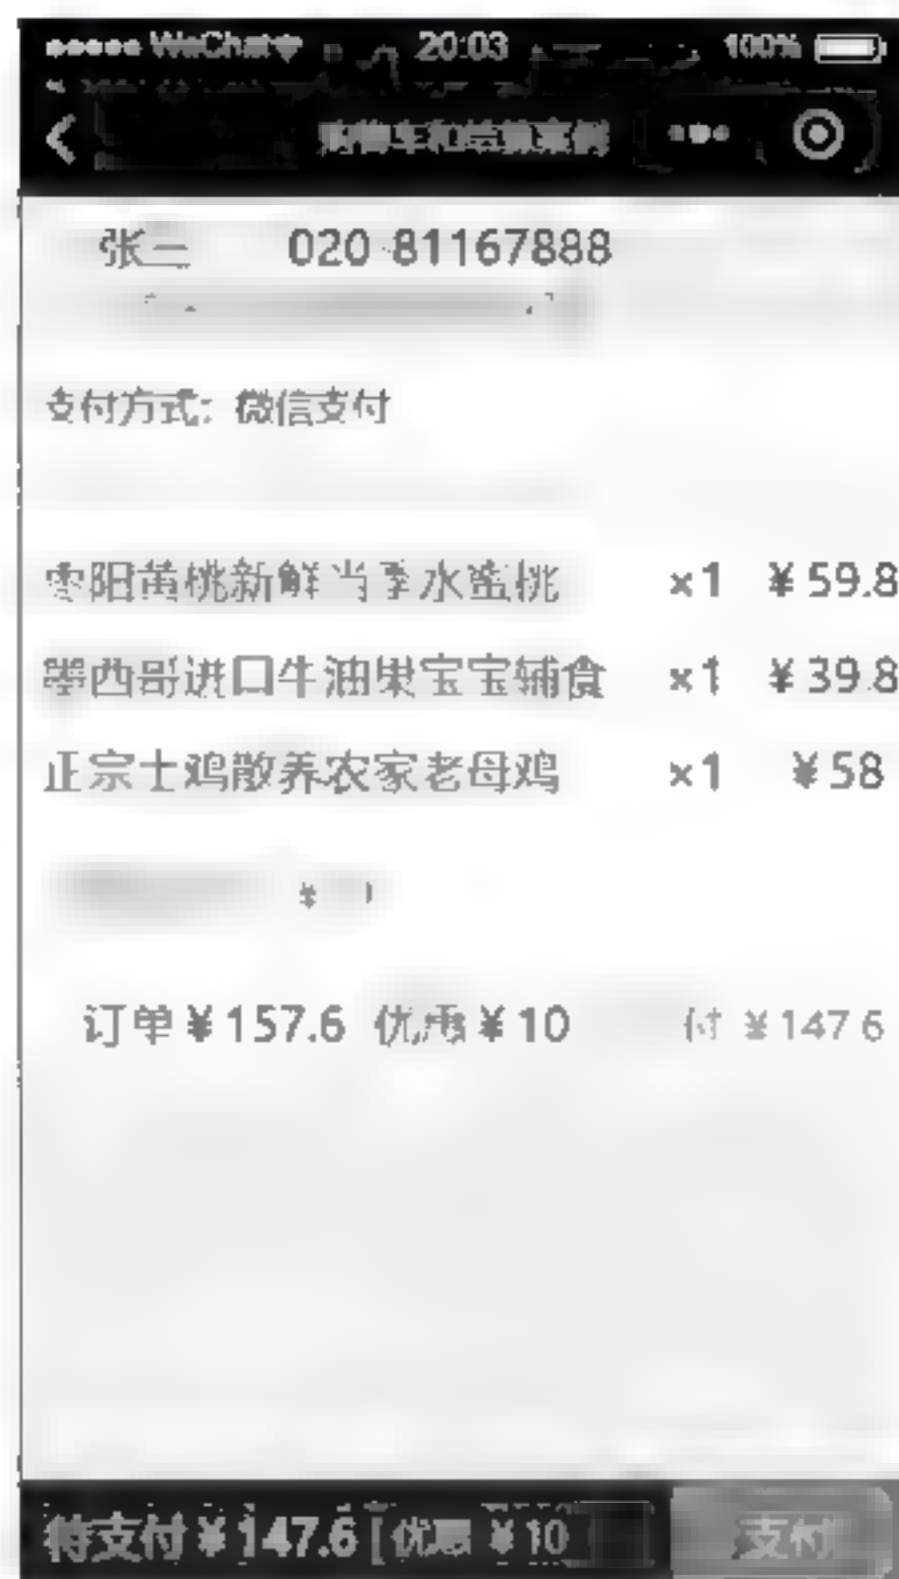 WeChat 20:03 100%
购物车和结算案例
张三 020-81167888
支付方式: 微信支付
枣阳黄桃新鲜当季水蜜桃 ×1 ¥59.8
墨西哥进口牛油果宝宝辅食 ×1 ¥39.8
正宗土鸡散养农家老母鸡 ×1 ¥58
¥
订单¥157.6 优惠¥10 付 ¥147.6
待支付¥147.6 [优惠 ¥10 支付